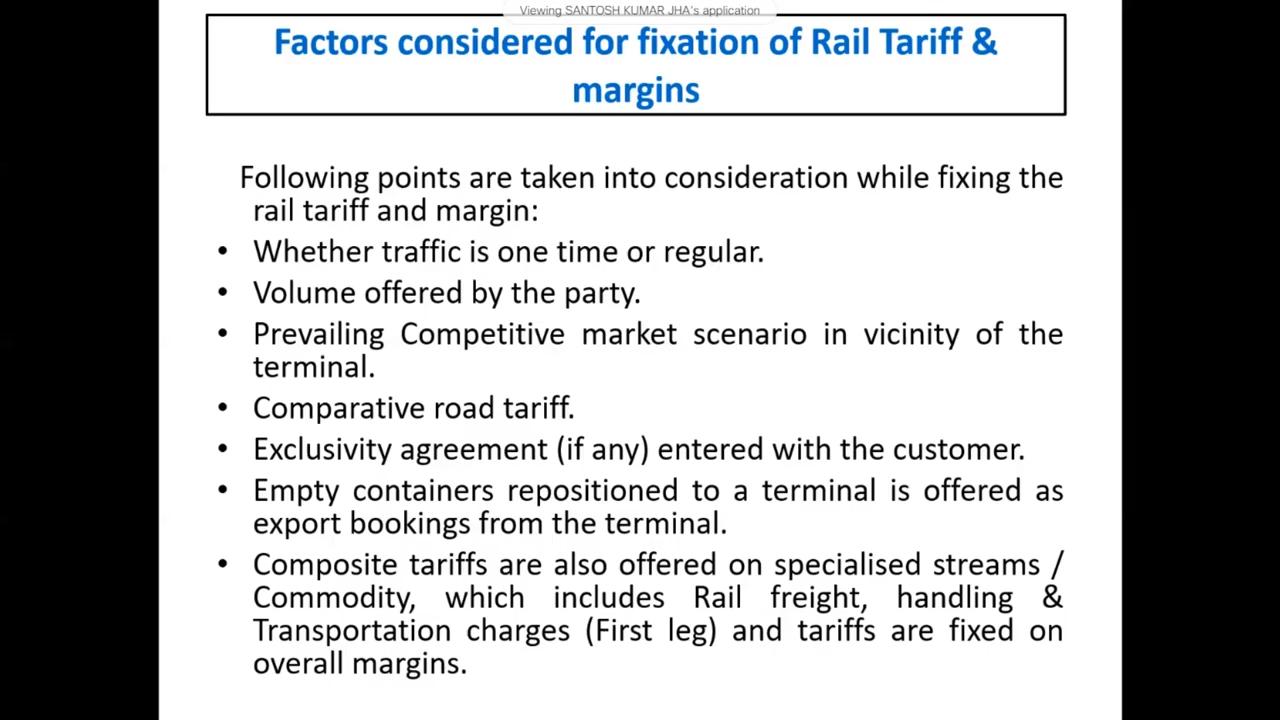 Viewing SANTOSH KUMAR JHA's application
Factors considered for fixation of Rail Tariff &
margins
Following points are taken into consideration while fixing the
rail tariff and margin:
• Whether traffic is one time or regular.
• Volume offered by the party.
• Prevailing Competitive market scenario in vicinity of the
terminal.
• Comparative road tariff.
• Exclusivity agreement (if any) entered with the customer.
• Empty containers repositioned to a terminal is offered as
export bookings from the terminal.
• Composite tariffs are also offered on specialised streams /
Commodity, which includes Rail freight, handling &
Transportation charges (First leg) and tariffs are fixed on
overall margins.